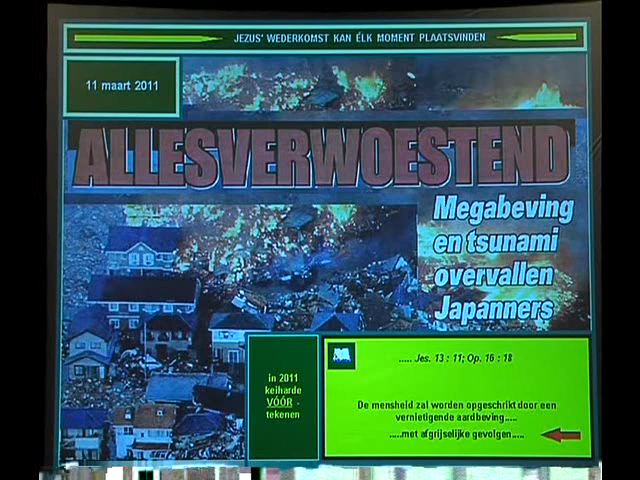 JEZUS' WEDERKOMST KAN ÉLK MOMENT PLAATSVINDEN
11 maart 2011
ALLESVERWOESTEND
Megabeving
en tsunami
overvallen
Japanners
..... Jes. 13 : 11; Op. 16 : 18
in 2011
keiharde
VÓÓR -
tekenen
De mensheid zal worden opgeschrikt door een
vernietigende aardbeving.....
.....met afgrijselijke gevolgen.....